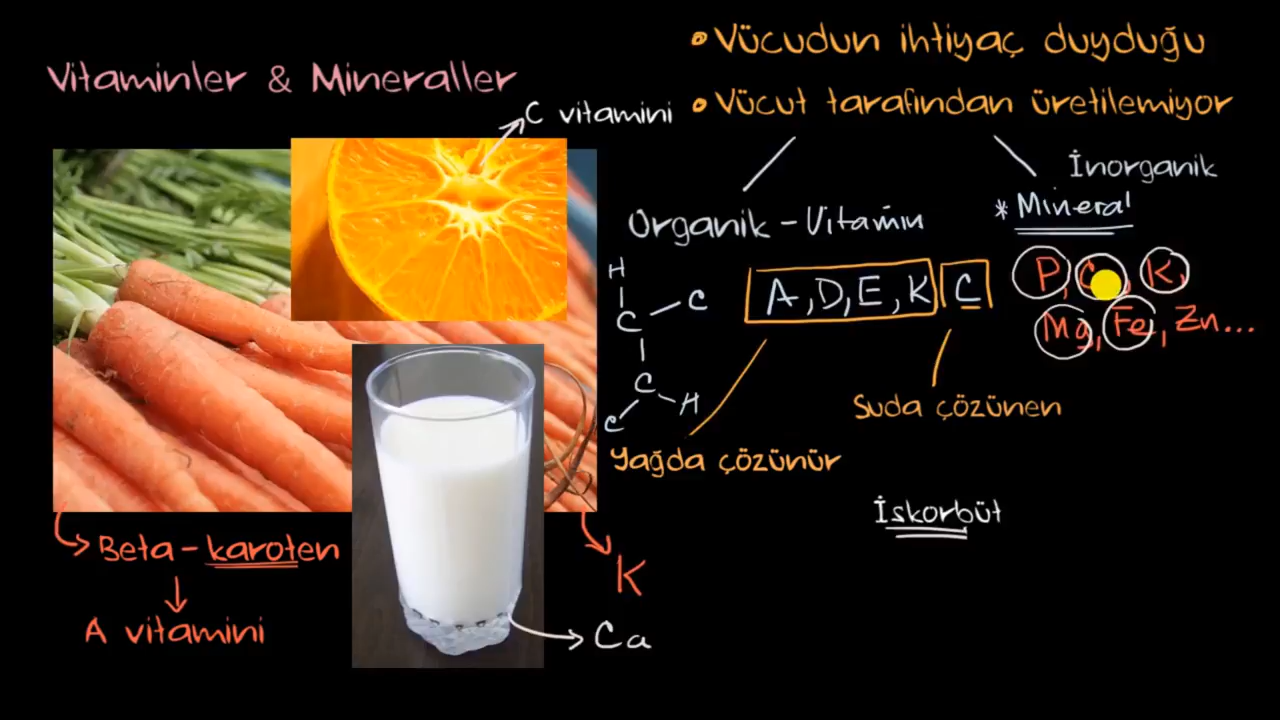 Vitaminler & Mineraller
• Vücudun ihtiyaç duyduğu
• Vücut tarafından üretilemiyor
C vitamini
İnorganik
* Mineral
Organik - Vitamin
A, D, E, K C
P, C , K,
Mg, Fe, Zn...
H
C C
C H
C
Suda çözünen
Yağda çözünür
İskorbüt
Beta-karoten
A vitamini
K
Ca